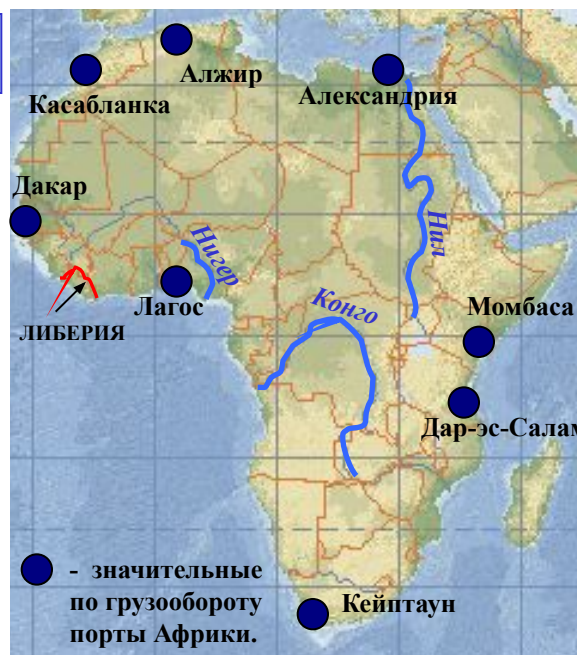 Алжир
Касабланка
Александрия
Дакар
Нигер
Нил
Лагос
ЛИБЕРИЯ
Конго
Момбаса
Дар-эс-Салам
- значительные
по грузообороту
порты Африки.
Кейптаун